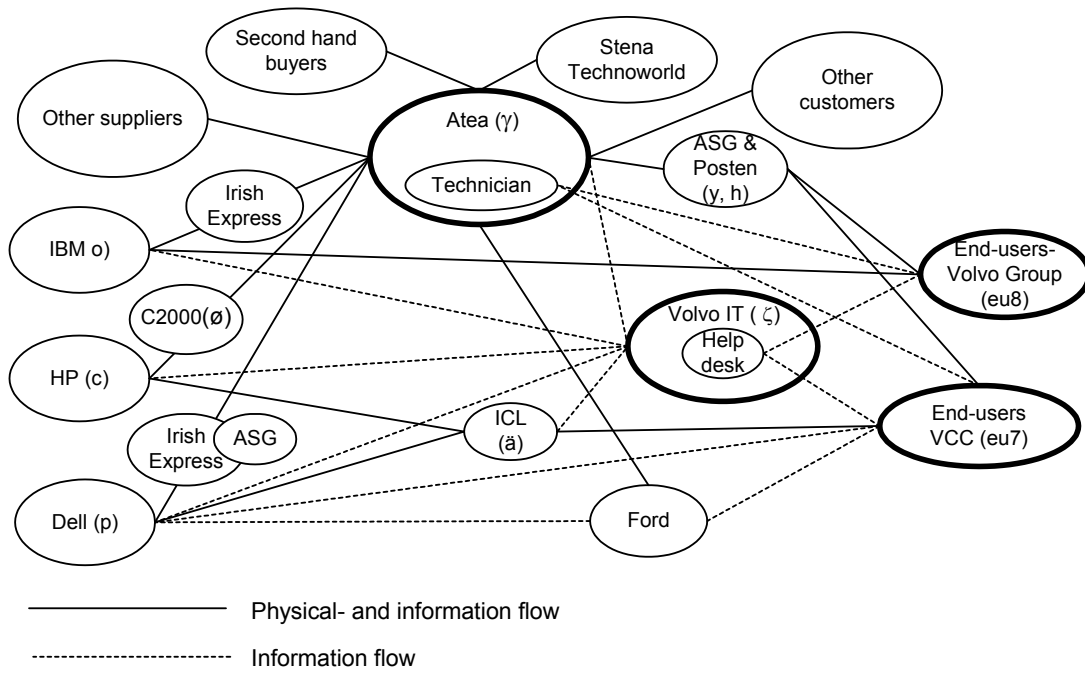 Second hand
buyers
Stena
Technoworld
Other
customers
Other suppliers
Atea (γ)
Technician
ASG &
Posten
(y, h)
Irish
Express
IBM o)
End-users-
Volvo Group
(eu8)
C2000(ø)
Volvo IT ( ζ)
Help
desk
HP (c)
Irish
Express
ASG
ICL
(ä)
End-users
VCC (eu7)
Dell (p)
Ford
Physical- and information flow
Information flow